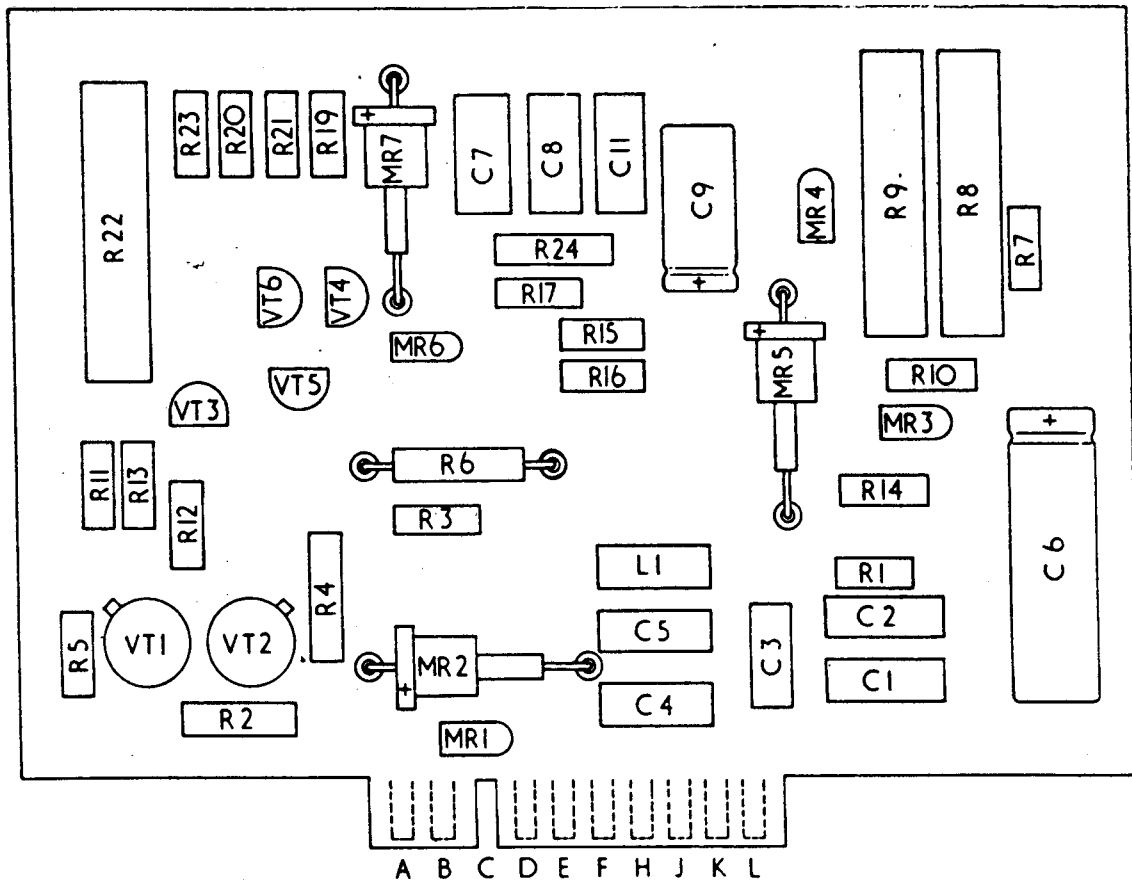 R23
R20
R21
R19
+
MR7
C7
C8
C11
C9
+
MR4
R9
R8
R7
R22
R24
R17
VT6
VT4
MR6
R15
R16
+
MR5
R10
VT5
VT3
MR3
+
C6
R11
R13
R12
R6
R3
R14
R4
L1
R1
C5
C2
C3
R5
VT1
VT2
MR2
+
C4
C1
R2
MR1
A B C D E F H J K L